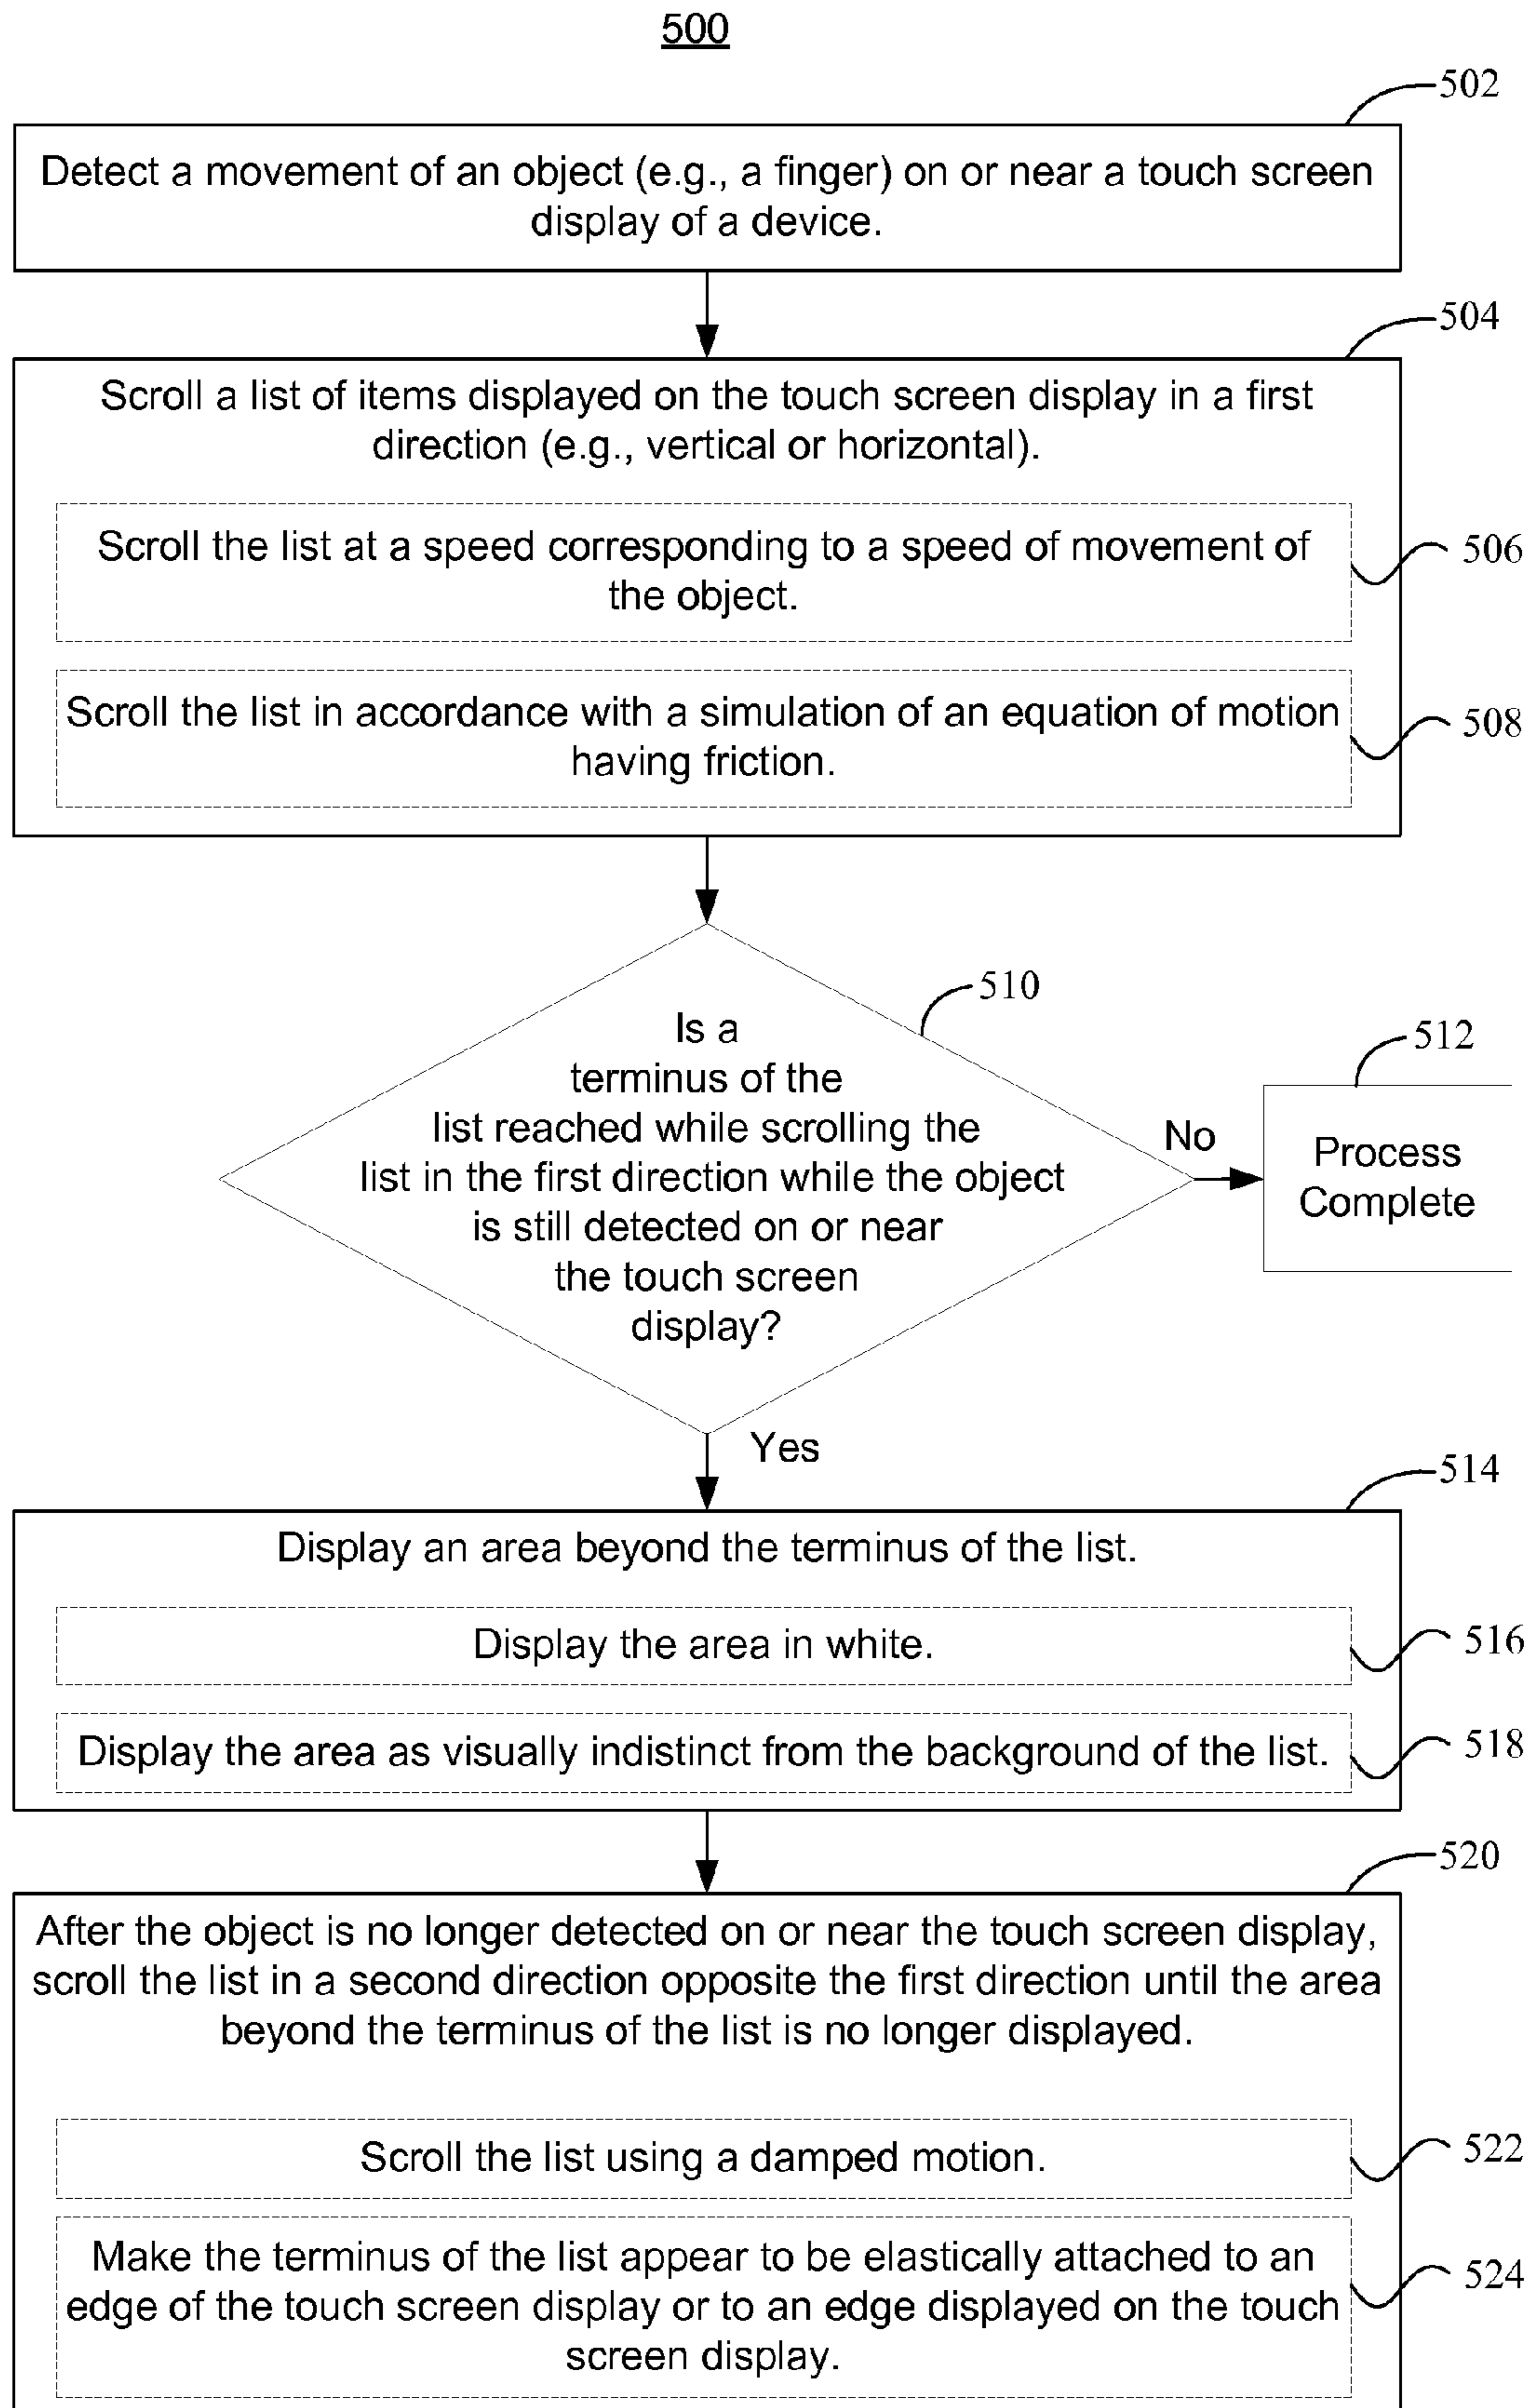 500
502
Detect a movement of an object (e.g., a finger) on or near a touch screen
display of a device.
504
Scroll a list of items displayed on the touch screen display in a first
direction (e.g., vertical or horizontal).
Scroll the list at a speed corresponding to a speed of movement of
the object.
506
Scroll the list in accordance with a simulation of an equation of motion
having friction.
508
510
Is a
terminus of the
list reached while scrolling the
list in the first direction while the object
is still detected on or near
the touch screen
display?
No
512
Process
Complete
Yes
514
Display an area beyond the terminus of the list.
Display the area in white.
516
Display the area as visually indistinct from the background of the list.
518
520
After the object is no longer detected on or near the touch screen display,
scroll the list in a second direction opposite the first direction until the area
beyond the terminus of the list is no longer displayed.
Scroll the list using a damped motion.
522
Make the terminus of the list appear to be elastically attached to an
edge of the touch screen display or to an edge displayed on the touch
screen display.
524